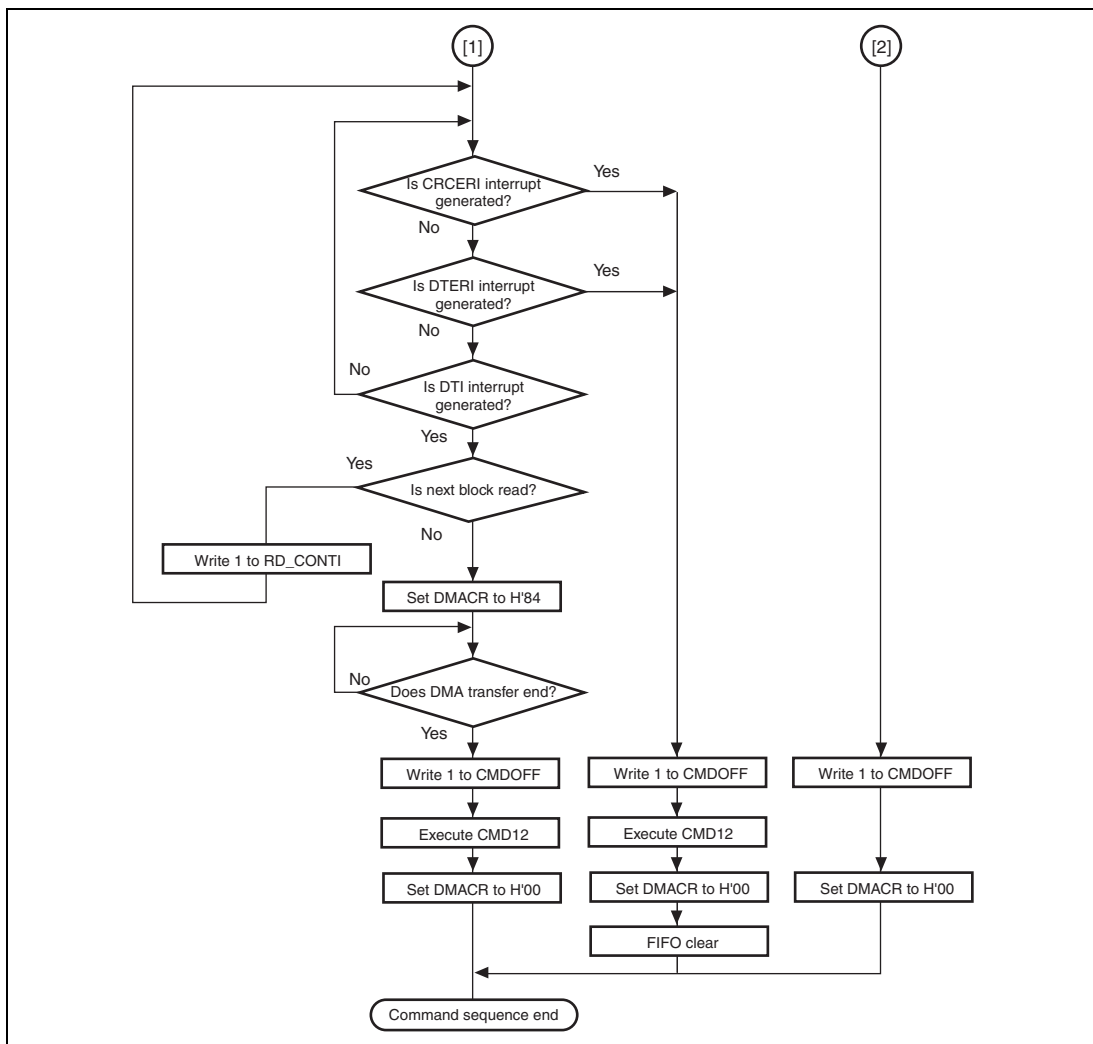 [1]
[2]
Is CRCERI interrupt
generated?
Yes
No
Is DTERI interrupt
generated?
Yes
No
No
Is DTI interrupt
generated?
Yes
Yes
Is next block read?
No
Write 1 to RD_CONTI
Set DMACR to H'84
No
Does DMA transfer end?
Yes
Write 1 to CMDOFF
Write 1 to CMDOFF
Write 1 to CMDOFF
Execute CMD12
Execute CMD12
Set DMACR to H'00
Set DMACR to H'00
Set DMACR to H'00
FIFO clear
Command sequence end